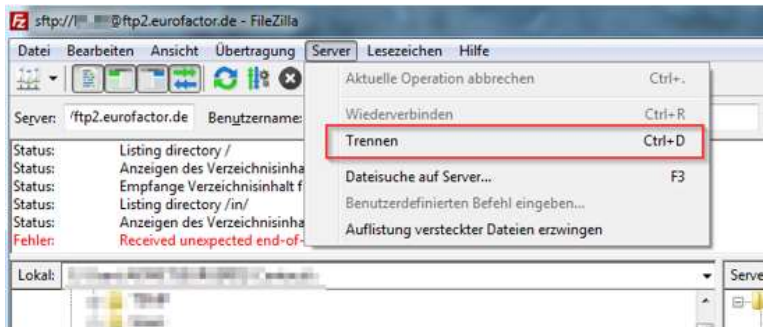 sftp://l @ftp2.eurofactor.de - FileZilla
Datei Bearbeiten Ansicht Übertragung Server Lesezeichen Hilfe
Aktuelle Operation abbrechen Ctrl+.
Server: /ftp2.eurofactor.de Benutzername:
Wiederverbinden Ctrl+R
Trennen Ctrl+D
Status: Listing directory /
Status: Anzeigen des Verzeichnisinha
Status: Empfange Verzeichnisinhalt f
Status: Listing directory /in/
Status: Anzeigen des Verzeichnisinha
Fehler: Received unexpected end-of-
Dateisuche auf Server... F3
Benutzerdefinierten Befehl eingeben...
Auflistung versteckter Dateien erzwingen
Lokal:
Serve